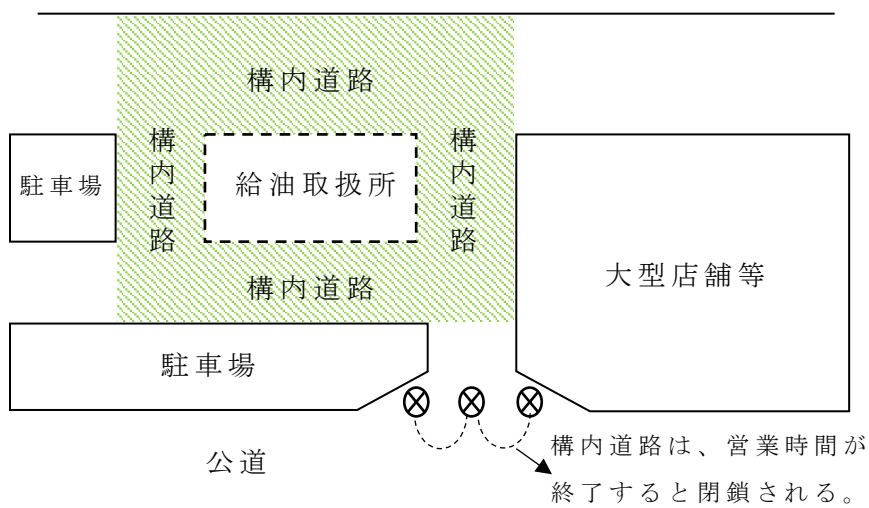 構内道路
構内道路
構内道路
駐車場
給油取扱所
大型店舗等
構内道路
駐車場
公道
構内道路は、営業時間が
終了すると閉鎖される。